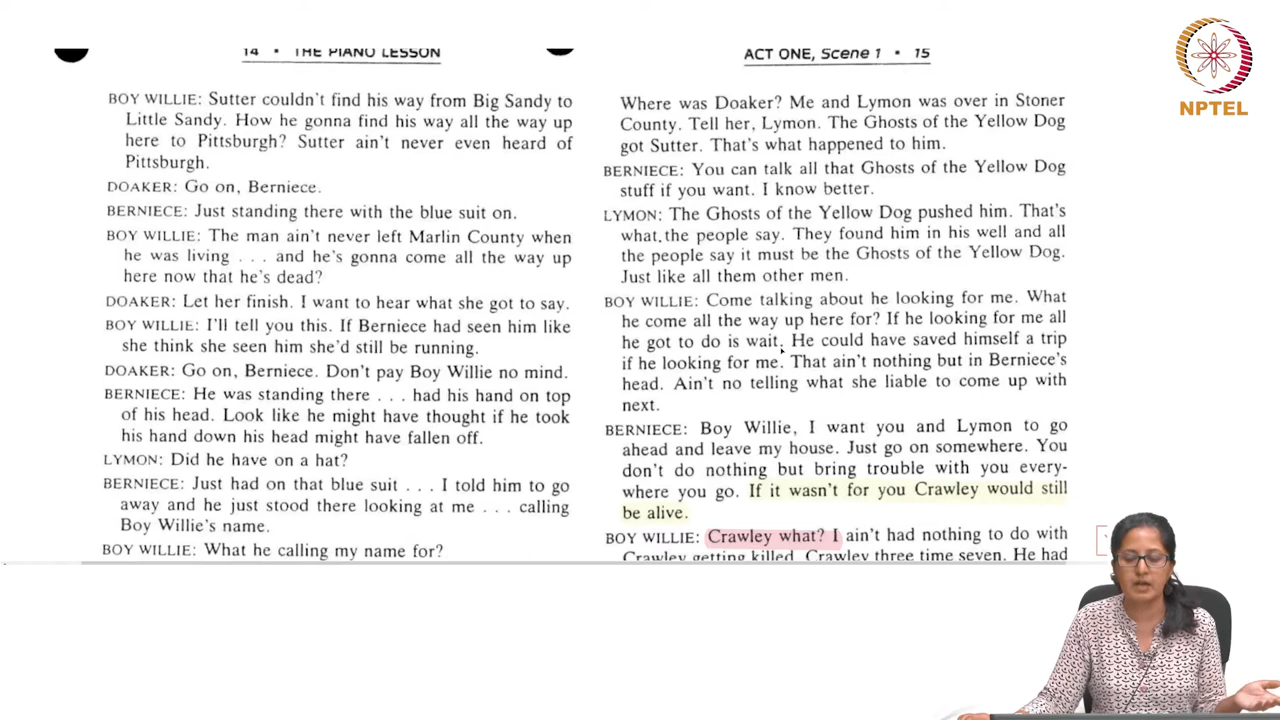 14 • THE PIANO LESSON
BOY WILLIE: Sutter couldn't find his way from Big Sandy to
Little Sandy. How he gonna find his way all the way up
here to Pittsburgh? Sutter ain't never even heard of
Pittsburgh.
DOAKER: Go on, Berniece.
BERNIECE: Just standing there with the blue suit on.
BOY WILLIE: The man ain't never left Marlin County when
he was living . . . and he's gonna come all the way up
here now that he's dead?
DOAKER: Let her finish. I want to hear what she got to say.
BOY WILLIE: I'll tell you this. If Berniece had seen him like
she think she seen him she'd still be running.
DOAKER: Go on, Berniece. Don't pay Boy Willie no mind.
BERNIECE: He was standing there . . . had his hand on top
of his head. Look like he might have thought if he took
his hand down his head might have fallen off.
LYMON: Did he have on a hat?
BERNIECE: Just had on that blue suit . . . I told him to go
away and he just stood there looking at me . . . calling
Boy Willie's name.
BOY WILLIE: What he calling my name for?
ACT ONE, Scene 1 • 15
Where was Doaker? Me and Lymon was over in Stoner
County. Tell her, Lymon. The Ghosts of the Yellow Dog
got Sutter. That's what happened to him.
BERNIECE: You can talk all that Ghosts of the Yellow Dog
stuff if you want. I know better.
LYMON: The Ghosts of the Yellow Dog pushed him. That's
what the people say. They found him in his well and all
the people say it must be the Ghosts of the Yellow Dog.
Just like all them other men.
BOY WILLIE: Come talking about he looking for me. What
he come all the way up here for? If he looking for me all
he got to do is wait. He could have saved himself a trip
if he looking for me. That ain't nothing but in Berniece's
head. Ain't no telling what she liable to come up with
next.
BERNIECE: Boy Willie, I want you and Lymon to go
ahead and leave my house. Just go on somewhere. You
don't do nothing but bring trouble with you every-
where you go. If it wasn't for you Crawley would still
be alive.
BOY WILLIE: Crawley what? I ain't had nothing to do with
Crawley getting killed. Crawley three time seven. He had
NPTEL